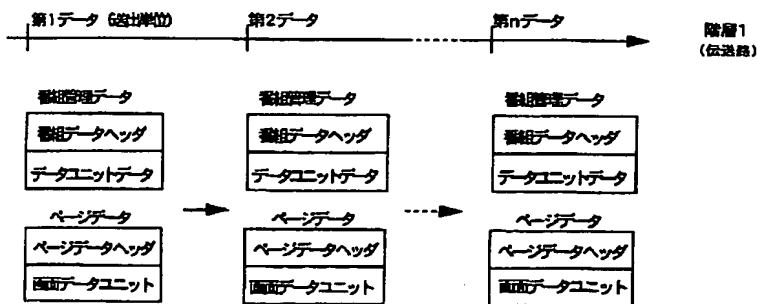 第1データ (送出単位)
第2データ
第nデータ
階層1
(伝送路)
番組管理データ
番組データヘッダ
データユニットデータ
ページデータ
ページデータヘッダ
画面データユニット
番組管理データ
番組データヘッダ
データユニットデータ
ページデータ
ページデータヘッダ
画面データユニット
番組管理データ
番組データヘッダ
データユニットデータ
ページデータ
ページデータヘッダ
画面データユニット